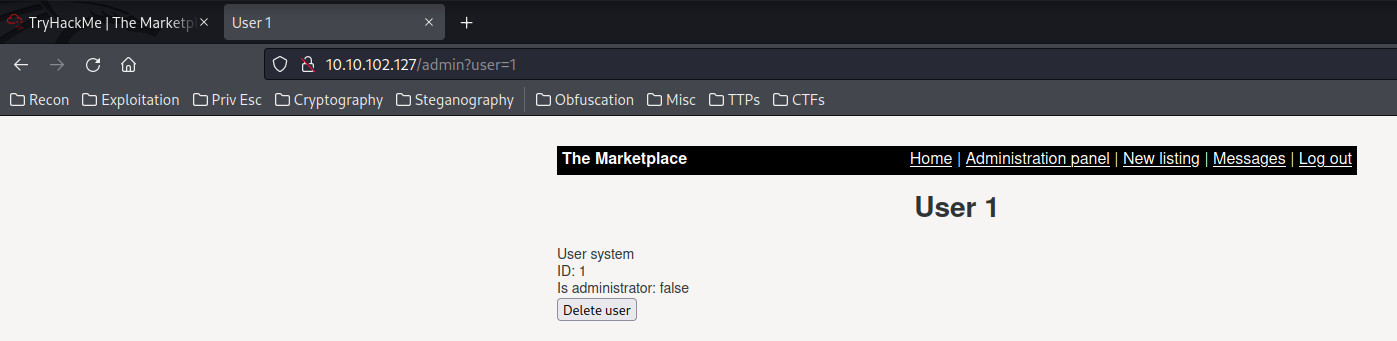 TryHackMe | The Marketp
User 1
10.10.102.127/admin?user=1
Recon Exploitation Priv Esc Cryptography Steganography Obfuscation Misc TTPs CTFs
The Marketplace Home | Administration panel | New listing | Messages | Log out
User 1
User system
ID: 1
Is administrator: false
Delete user